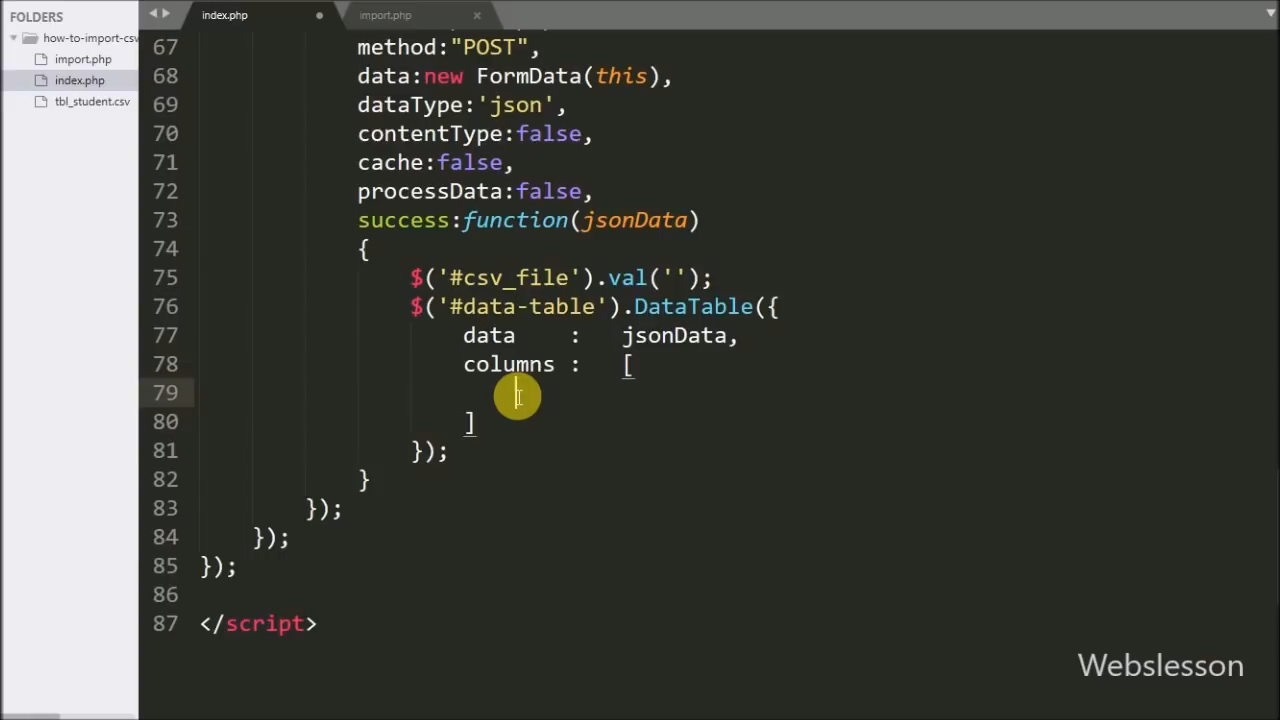 FOLDERS
how-to-import-csv
import.php
index.php
tbl_student.csv
index.php
import.php
67 method:"POST",
68 data:new FormData(this),
69 dataType:'json',
70 contentType:false,
71 cache:false,
72 processData:false,
73 success:function(jsonData)
74 {
75 $('#csv_file').val('');
76 $('#data-table').DataTable({
77 data : jsonData,
78 columns : [
79
80 ]
81 });
82 }
83 });
84 });
85 });
86
87 </script>
Webslesson